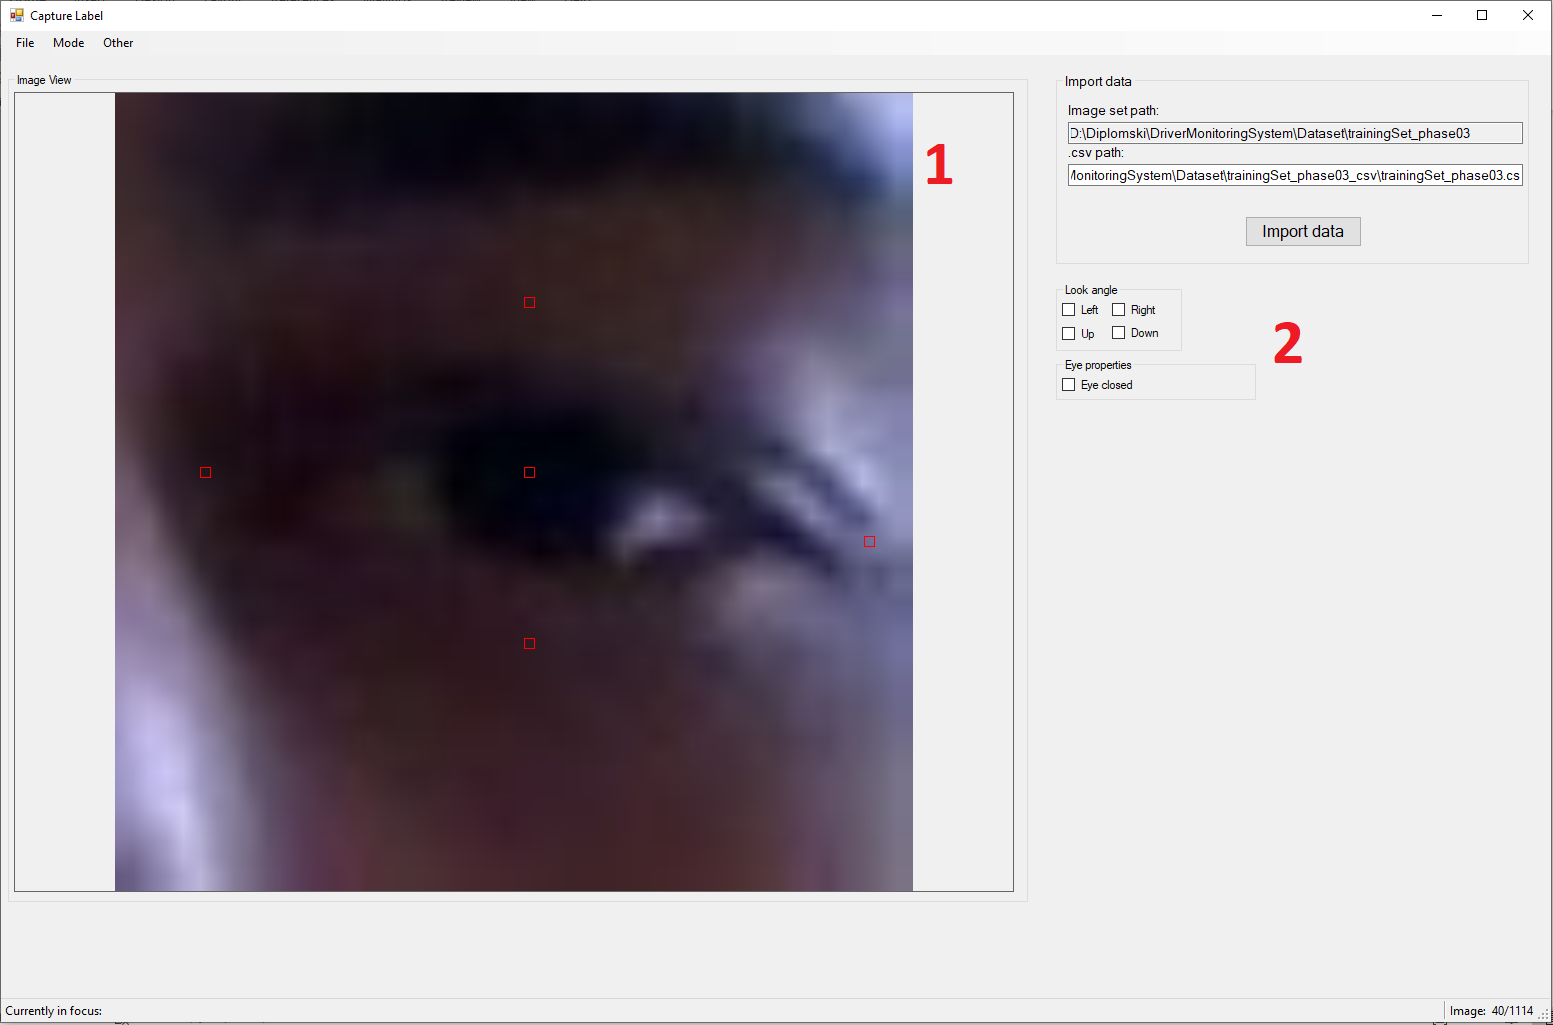 Capture Label
File Mode Other
Image View
1
Import data
Image set path:
D:\Diplomski\DriverMonitoringSystem\Dataset\trainingSet_phase03
.csv path:
MonitoringSystem\Dataset\trainingSet_phase03_csv\trainingSet_phase03.cs
Import data
Look angle
Left Right
Up Down
2
Eye properties
Eye closed
Currently in focus:
Image: 40/1114